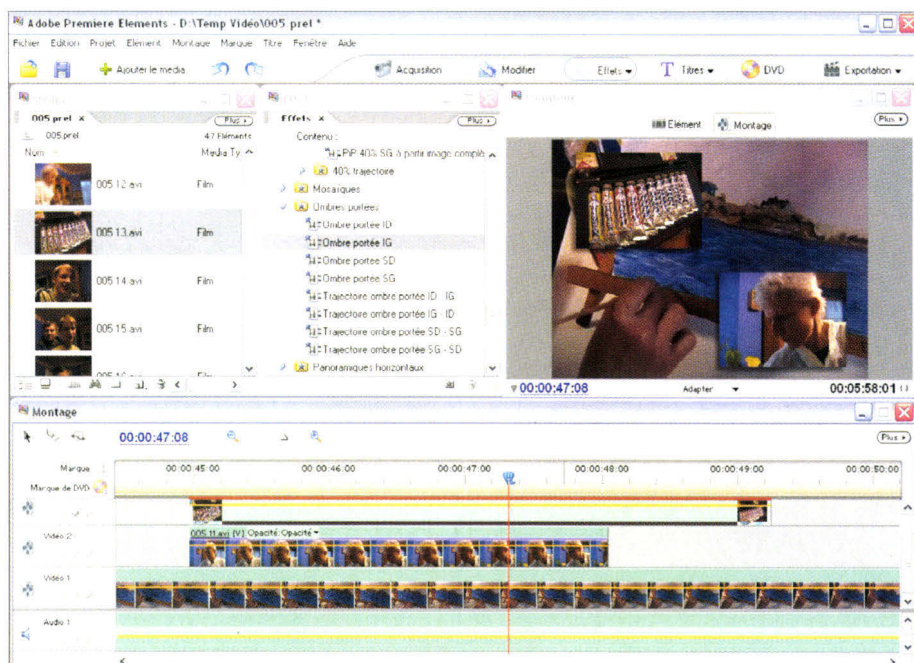 Adobe Premiere Elements - D:\Temp Vidéo\005 prel *
Fichier Edition Projet Elément Montage Marque Titre Fenêtre Aide
Ajouter le media Acquisition Modifier Effets Titres DVD Exportation
005 prel x Plus
005 prel 47 Eléments
Nom Media Ty
005 12.avi Film
005 13.avi Film
005 14.avi Film
005 15.avi Film
Film
Effets x Plus
Contenu :
PiP 40% SG à partir image complè
40% trajectoire
Mosaïques
Ombres portées
Ombre portée ID
Ombre portée IG
Ombre portée SD
Ombre portée SG
Trajectoire ombre portée ID - IG
Trajectoire ombre portée IG - ID
Trajectoire ombre portée SD - SG
Trajectoire ombre portée SG - SD
Panoramiques horizontaux
Elément Montage Plus
00:00:47:08 Adapter 00:05:58:01
Montage
00:00:47:08 Plus
Marque 00:00:45:00 00:00:46:00 00:00:47:00 00:00:48:00 00:00:49:00 00:00:50:00
Marque de DVD
Vidéo 2 005 11.avi [V] Opacité:Opacité
Vidéo 1
Audio 1